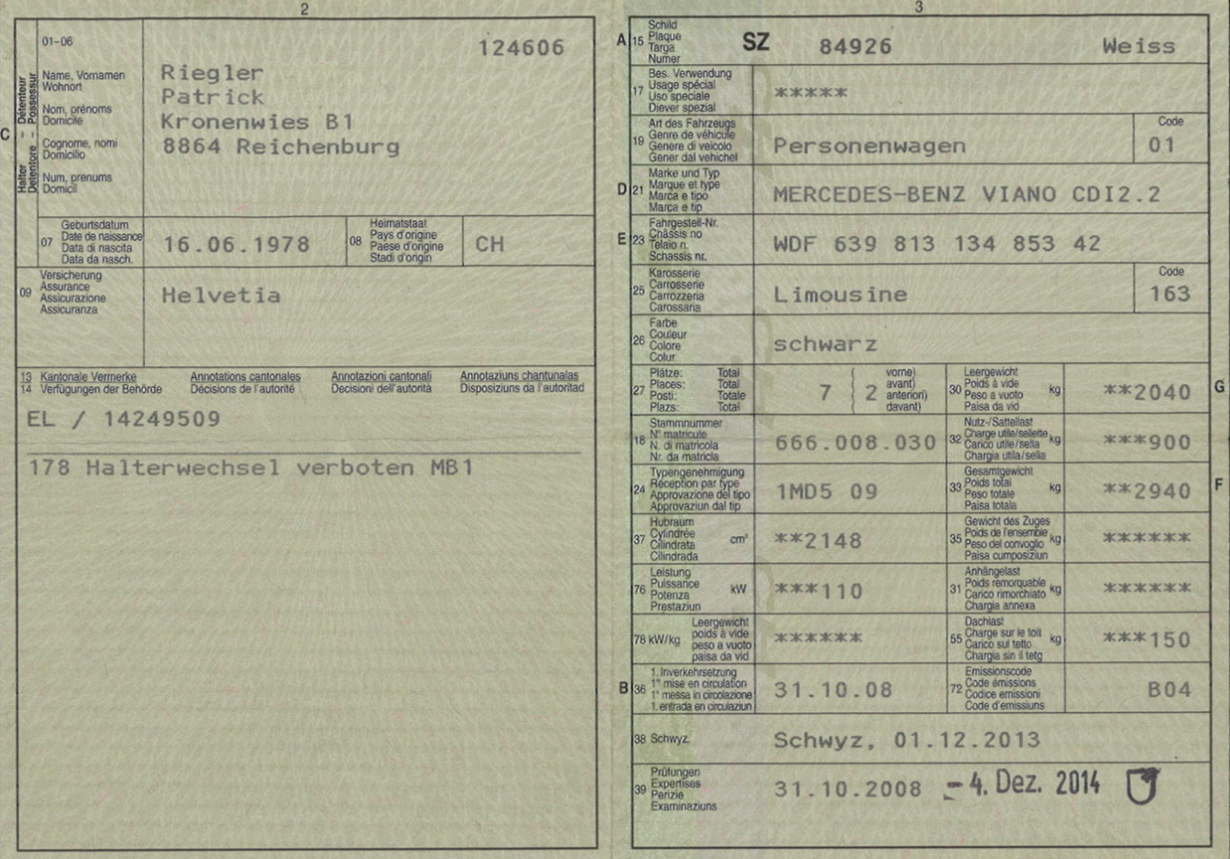 2
01-06
124606
C
Halter - Détenteur
Detentore - Possessur
Name, Vornamen
Wohnort
Nom, prénoms
Domicile
Cognome, nomi
Domicilio
Num, prenums
Domicil
Riegler
Patrick
Kronenwies B1
8864 Reichenburg
07
Geburtsdatum
Date de naissance
Data di nascita
Data da nasch.
16.06.1978
08
Heimatstaat
Pays d'origine
Paese d'origine
Stadi d'origin
CH
09
Versicherung
Assurance
Assicurazione
Assicuranza
Helvetia
13 Kantonale Vermerke Annotations cantonales Annotazioni cantonali Annotaziuns chantunalas
14 Verfügungen der Behörde Décisions de l'autorité Decisioni dell'autorità Disposiziuns da l'autoritad
EL / 14249509
178 Halterwechsel verboten MB1
3
A 15
Schild
Plaque
Targa
Numer
SZ 84926 Weiss
17
Bes. Verwendung
Usage spécial
Uso speciale
Diever spezial
*****
19
Art des Fahrzeugs
Genre de véhicule
Genere di veicolo
Gener dal vehichel
Personenwagen
Code
01
D 21
Marke und Typ
Marque et type
Marca e tipo
Marca e tip
MERCEDES-BENZ VIANO CDI2.2
E 23
Fahrgestell-Nr.
Châssis no
Telaio n.
Schassis nr.
WDF 639 813 134 853 42
25
Karosserie
Carrosserie
Carrozzeria
Carossaria
Limousine
Code
163
26
Farbe
Couleur
Colore
Colur
schwarz
27
Plätze: Total
Places: Total
Posti: Totale
Plazs: Total
7 ( 2
vorne)
avant)
anteriori)
davant)
30
Leergewicht
Poids à vide
Peso a vuoto
Paisa da vid
kg
**2040
G
18
Stammnummer
N° matricule
N. di matricola
Nr. da matricla
666.008.030
32
Nutz-/Sattellast
Charge utile/sellette
Carico utile/sella
Chargia utila/sella
kg
***900
24
Typengenehmigung
Réception par type
Approvazione del tipo
Approvaziun dal tip
1MD5 09
33
Gesamtgewicht
Poids total
Peso totale
Paisa totala
kg
**2940
F
37
Hubraum
Cylindrée
Cilindrata
Cilindrada
cm³
**2148
35
Gewicht des Zuges
Poids de l'ensemble
Peso del convoglio
Paisa cumposiziun
kg
******
76
Leistung
Puissance
Potenza
Prestaziun
kW
***110
31
Anhängelast
Poids remorquable
Carico rimorchiato
Chargia annexa
kg
******
78 kW/kg
Leergewicht
poids à vide
peso a vuoto
paisa da vid
******
55
Dachlast
Charge sur le toit
Carico sul tetto
Chargia sin il tetg
kg
***150
B 36
1. Inverkehrsetzung
1re mise en circulation
1a messa in circolazione
1. entrada en circulaziun
31.10.08
72
Emissionscode
Code émissions
Codice emissioni
Code d'emissiuns
B04
38 Schwyz,
Schwyz, 01.12.2013
39
Prüfungen
Expertises
Perizie
Examinaziuns
31.10.2008 - 4. Dez. 2014